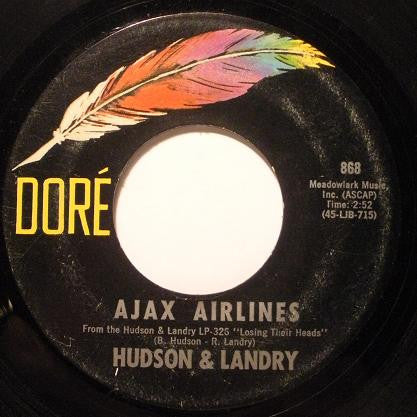 DORÉ
868
Meadowlark Music,
Inc. (ASCAP)
Time: 2:52
(45-LJB-715)
AJAX AIRLINES
From the Hudson & Landry LP-326 "Losing Their Heads"
(B. Hudson - R. Landry)
HUDSON & LANDRY